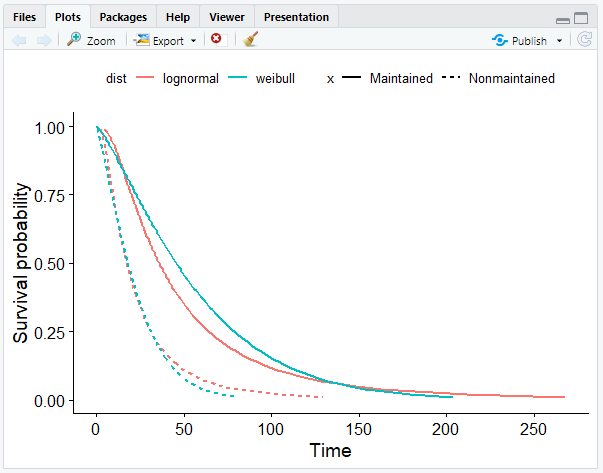 Files Plots Packages Help Viewer Presentation
Zoom Export Publish
dist lognormal weibull x Maintained Nonmaintained
1.00
0.75
0.50
0.25
0.00
Survival probability
0 50 100 150 200 250
Time